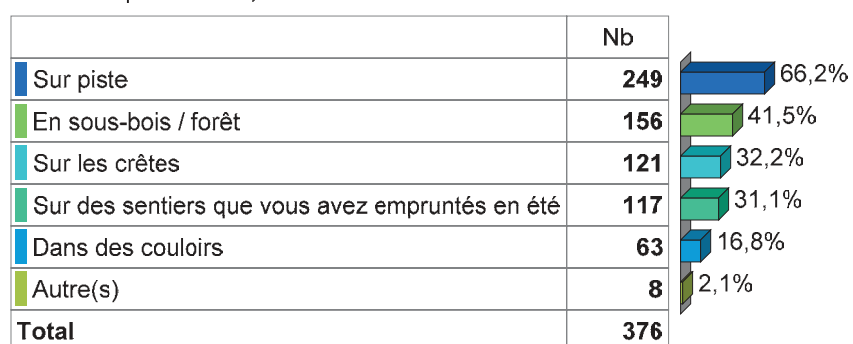 Nb
Sur piste 249 66,2%
En sous-bois / forêt 156 41,5%
Sur les crêtes 121 32,2%
Sur des sentiers que vous avez empruntés en été 117 31,1%
Dans des couloirs 63 16,8%
Autre(s) 8 2,1%
Total 376